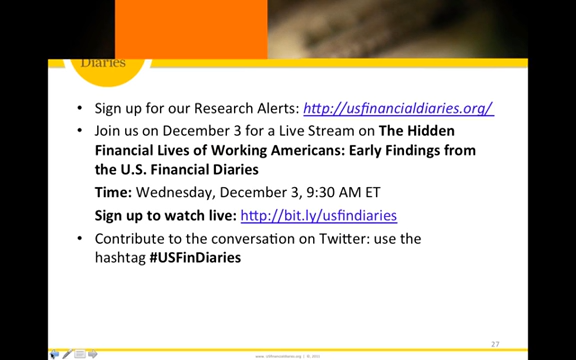 Diaries
• Sign up for our Research Alerts: http://usfinancialdiaries.org/
• Join us on December 3 for a Live Stream on The Hidden
Financial Lives of Working Americans: Early Findings from
the U.S. Financial Diaries
Time: Wednesday, December 3, 9:30 AM ET
Sign up to watch live: http://bit.ly/usfindiaries
• Contribute to the conversation on Twitter: use the
hashtag #USFinDiaries
27